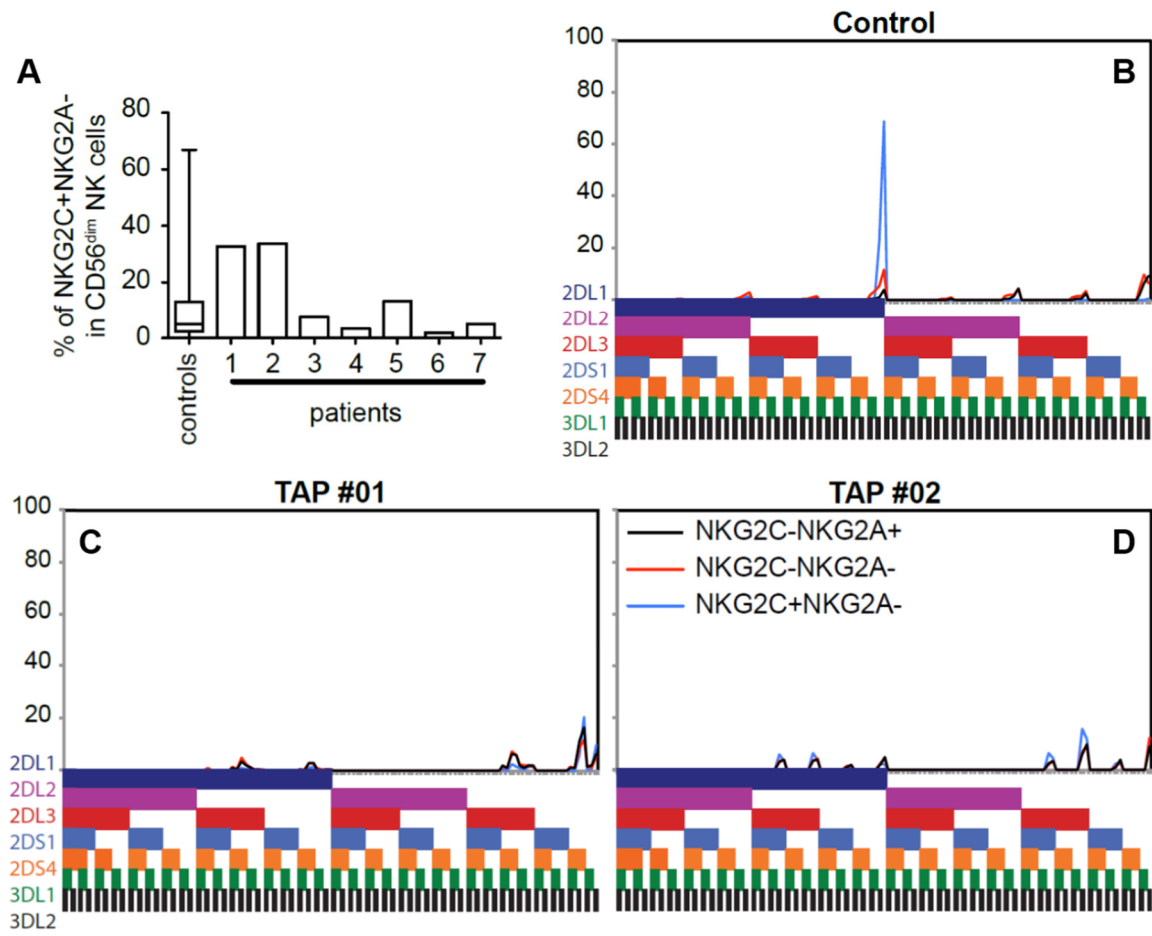 A
% of NKG2C+NKG2A-
in CD56dim NK cells
80
60
40
20
0
controls
1 2 3 4 5 6 7
patients
Control
B
100
80
60
40
20
2DL1
2DL2
2DL3
2DS1
2DS4
3DL1
3DL2
TAP #01
C
100
80
60
40
20
2DL1
2DL2
2DL3
2DS1
2DS4
3DL1
3DL2
TAP #02
D
NKG2C-NKG2A+
NKG2C-NKG2A-
NKG2C+NKG2A-